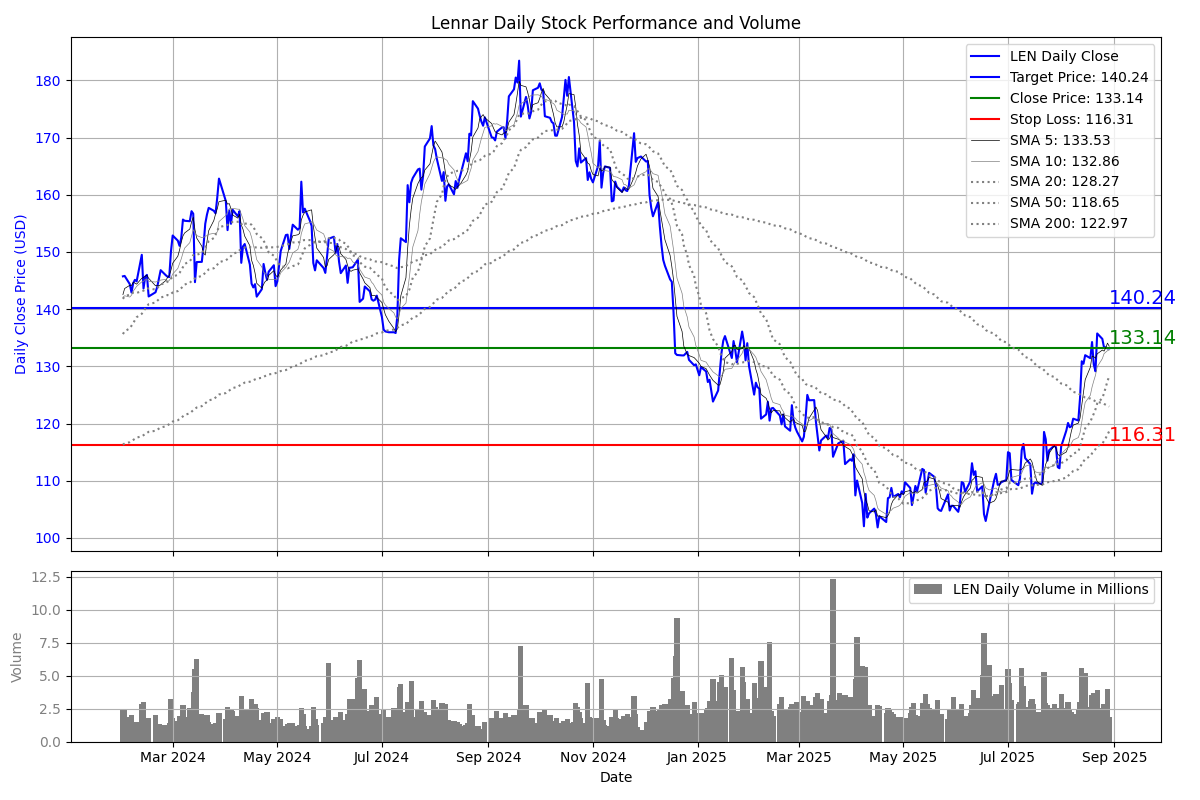 Lennar Daily Stock Performance and Volume
Daily Close Price (USD)
180
170
160
150
140
130
120
110
100
LEN Daily Close
Target Price: 140.24
Close Price: 133.14
Stop Loss: 116.31
SMA 5: 133.53
SMA 10: 132.86
SMA 20: 128.27
SMA 50: 118.65
SMA 200: 122.97
140.24
133.14
116.31
Volume
12.5
10.0
7.5
5.0
2.5
0.0
LEN Daily Volume in Millions
Mar 2024 May 2024 Jul 2024 Sep 2024 Nov 2024 Jan 2025 Mar 2025 May 2025 Jul 2025 Sep 2025
Date